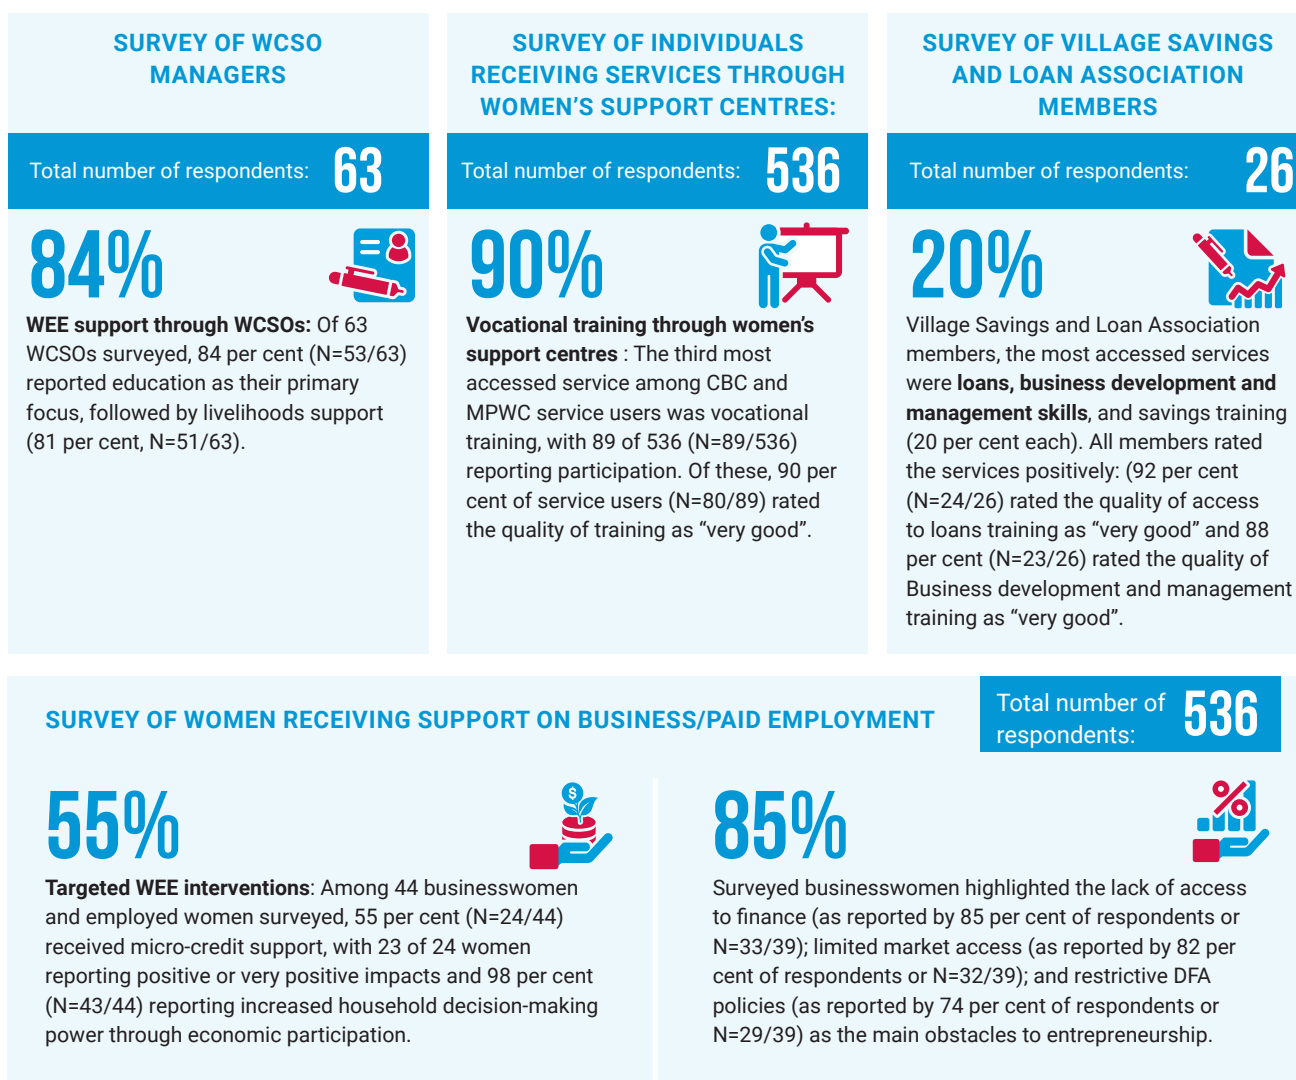 SURVEY OF WCSO
MANAGERS
Total number of respondents: 63
84%
WEE support through WCSOs: Of 63
WCSOs surveyed, 84 per cent (N=53/63)
reported education as their primary
focus, followed by livelihoods support
(81 per cent, N=51/63).
SURVEY OF INDIVIDUALS
RECEIVING SERVICES THROUGH
WOMEN’S SUPPORT CENTRES:
Total number of respondents: 536
90%
Vocational training through women’s
support centres : The third most
accessed service among CBC and
MPWC service users was vocational
training, with 89 of 536 (N=89/536)
reporting participation. Of these, 90 per
cent of service users (N=80/89) rated
the quality of training as “very good”.
SURVEY OF VILLAGE SAVINGS
AND LOAN ASSOCIATION
MEMBERS
Total number of respondents: 26
20%
Village Savings and Loan Association
members, the most accessed services
were loans, business development and
management skills, and savings training
(20 per cent each). All members rated
the services positively: (92 per cent
(N=24/26) rated the quality of access
to loans training as “very good” and 88
per cent (N=23/26) rated the quality of
Business development and management
training as “very good”.
SURVEY OF WOMEN RECEIVING SUPPORT ON BUSINESS/PAID EMPLOYMENT
Total number of
respondents: 536
55%
$
Targeted WEE interventions: Among 44 businesswomen
and employed women surveyed, 55 per cent (N=24/44)
received micro-credit support, with 23 of 24 women
reporting positive or very positive impacts and 98 per cent
(N=43/44) reporting increased household decision-making
power through economic participation.
85%
%
Surveyed businesswomen highlighted the lack of access
to finance (as reported by 85 per cent of respondents or
N=33/39); limited market access (as reported by 82 per
cent of respondents or N=32/39); and restrictive DFA
policies (as reported by 74 per cent of respondents or
N=29/39) as the main obstacles to entrepreneurship.